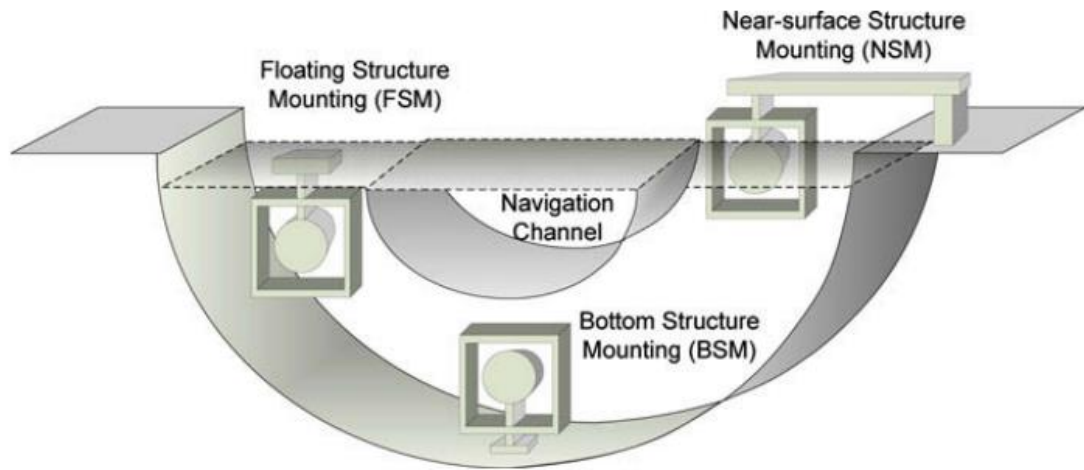 Floating Structure
Mounting (FSM)
Near-surface Structure
Mounting (NSM)
Navigation
Channel
Bottom Structure
Mounting (BSM)